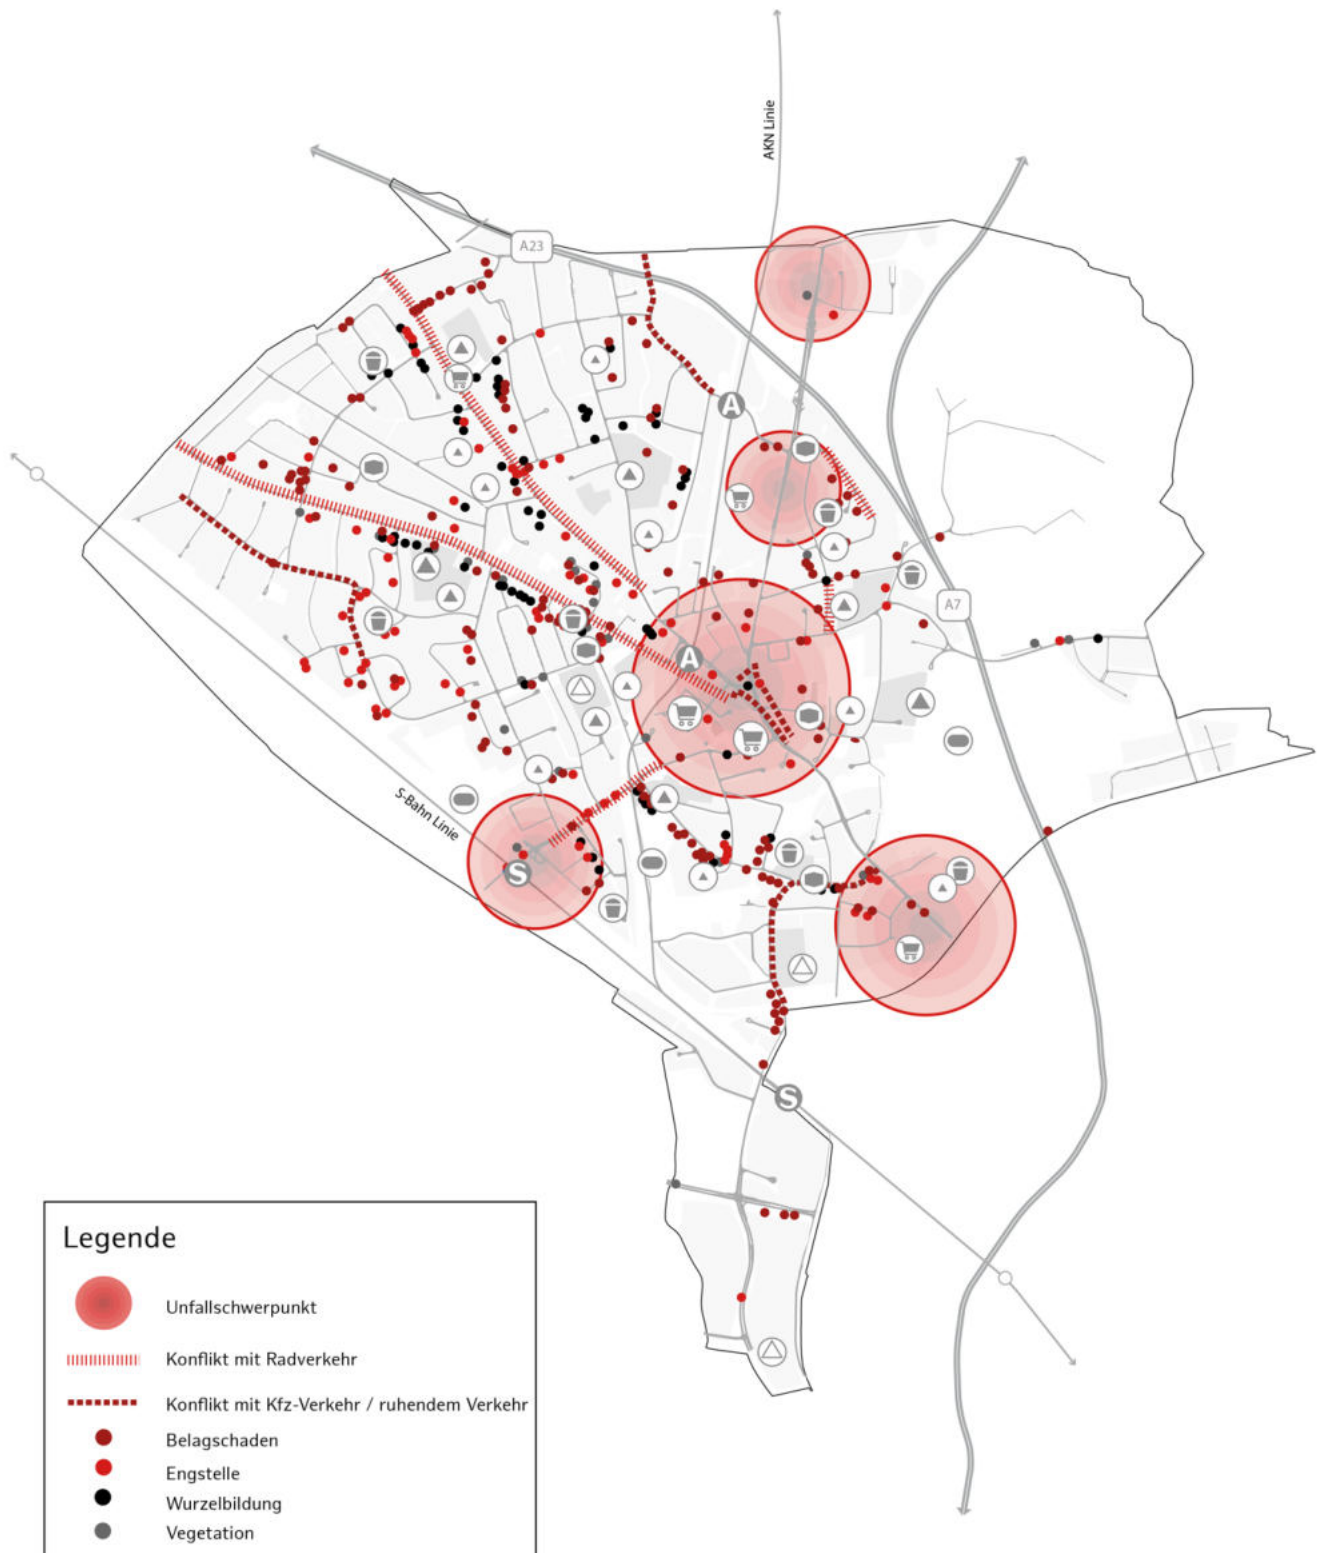 AKN Linie
A23
A
A7
A
S-Bahn Linie
S
S
Legende
Unfallschwerpunkt
Konflikt mit Radverkehr
Konflikt mit Kfz-Verkehr / ruhendem Verkehr
Belagschaden
Engstelle
Wurzelbildung
Vegetation